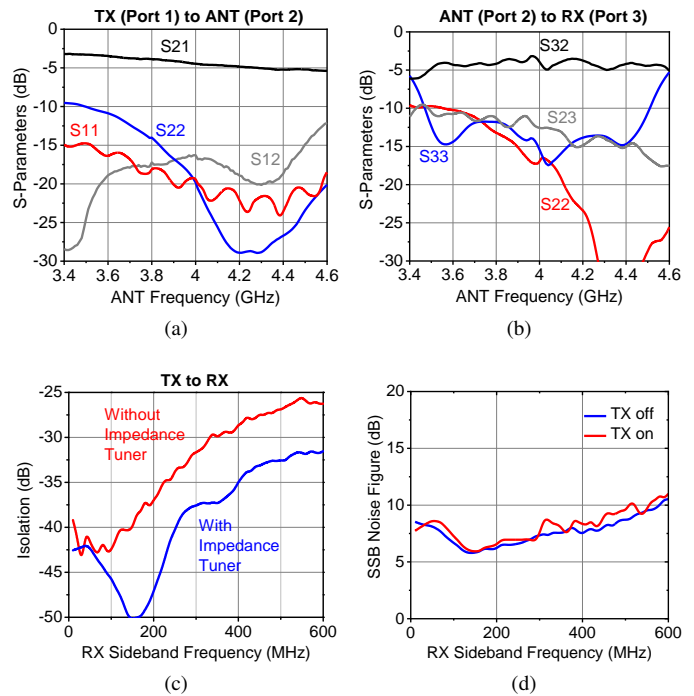 TX (Port 1) to ANT (Port 2)
S-Parameters (dB)
-5
-10
-15
-20
-25
-30
0
S21
S11
S22
S12
3.4
3.6
3.8
4
4.2
4.4
4.6
ANT Frequency (GHz)
(a)
ANT (Port 2) to RX (Port 3)
S-Parameters (dB)
0
-5
-10
-15
-20
-25
-30
S32
S23
S33
S22
3.4
3.6
3.8
4
4.2
4.4
4.6
ANT Frequency (GHz)
(b)
TX to RX
Isolation (dB)
-25
-30
-35
-40
-45
-50
Without
Impedance
Tuner
With
Impedance
Tuner
0
200
400
600
RX Sideband Frequency (MHz)
(c)
SSB Noise Figure (dB)
20
15
10
5
0
TX off
TX on
0
200
400
600
RX Sideband Frequency (MHz)
(d)